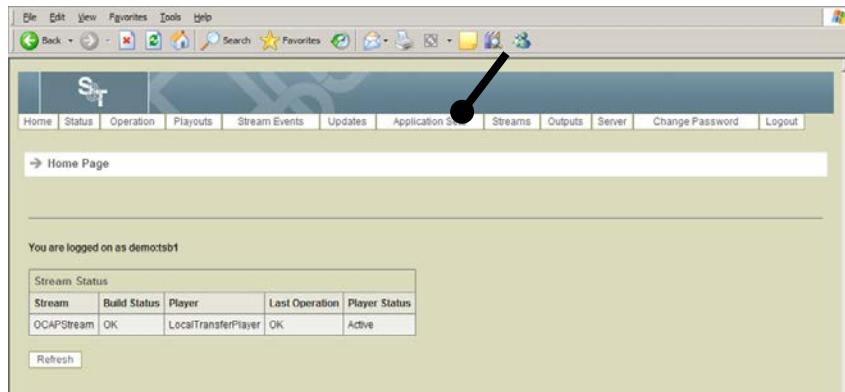 File Edit View Favorites Tools Help
Back Search Favorites
S&T
Home Status Operation Playouts Stream Events Updates Application Sets Streams Outputs Server Change Password Logout
Home Page
You are logged on as demo:tsb1
Stream Status
Stream Build Status Player Last Operation Player Status
OCAPStream OK LocalTransferPlayer OK Active
Refresh